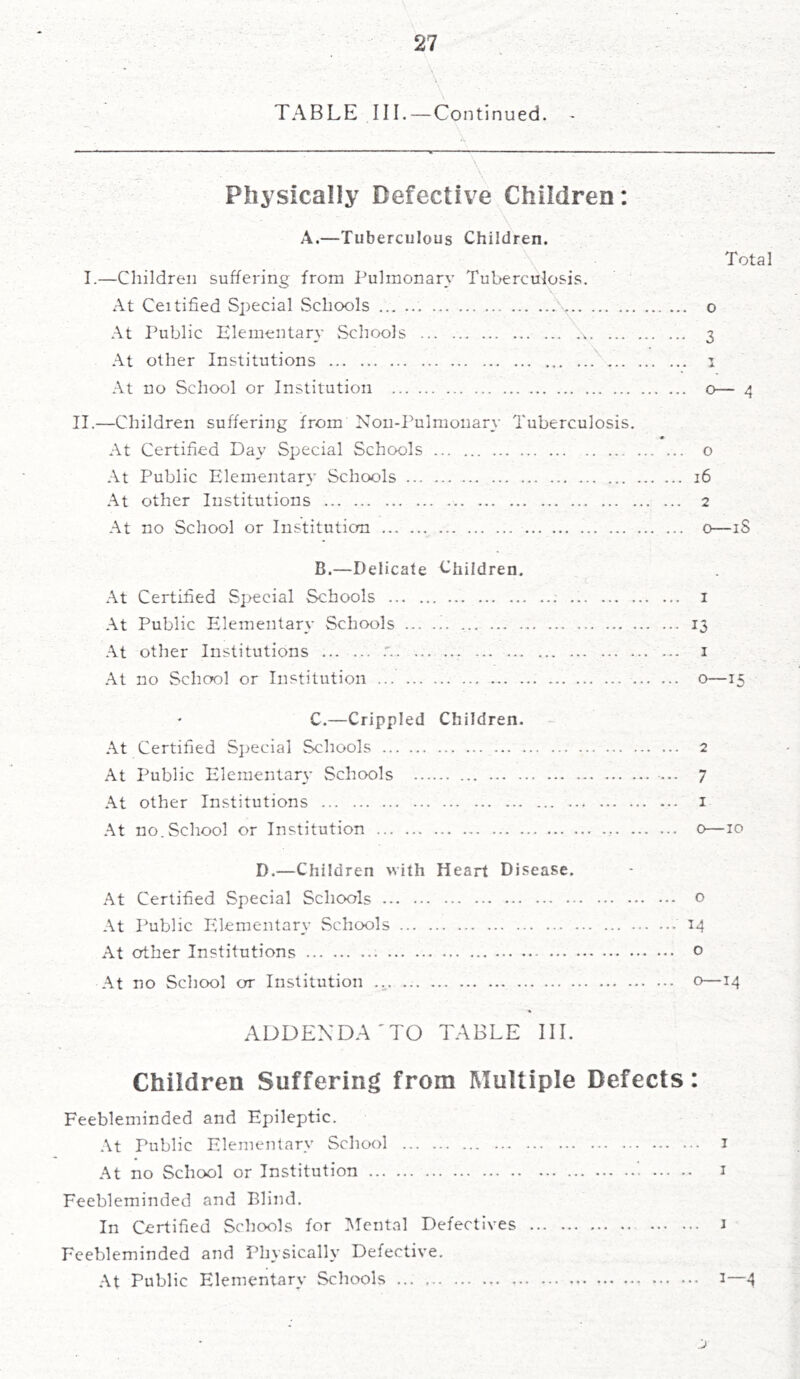 27
TABLE III.—Continued.
Physically Defective Children:
A.—Tuberculous Children.
Total
I.—Children suffering from Pulmonary Tuberculosis.
At Certified Special Schools ... ... ... ... ... ... ... ... ... ... ... 0
At Public Elementary Schools ... ... ... ... ... ... ... ... ... ... 3
At other Institutions ... ... ... ... ... ... ... ... ... ... ... ... 1
At no School or Institution ... ... ... ... ... ... ... ... ... ... ... 0— 4
II.—Children suffering from Non-Pulmonary Tuberculosis.
At Certified Day Special Schools ... ... ... ... ... ... ... ... ... 0
At Public Elementary Schools ... ... ... ... ... ... ... ... ... ... 16
At other Institutions ... ... ... ... ... ... ... ... ... ... ... ... 2
At no School or Institution ... ... ... ... ... ... ... ... ... ... ... 0—18
B.—Delicate Children.
At Certified Special Schools ... ... ... ... ... ... ... ... ... ... ... 1
At Public Elementary Schools ... ... ... ... ... ... ... ... ... ... 13
At other Institutions ... ... ... ... ... ... ... ... ... ... ... ... 1
At no School or Institution ... ... ... ... ... ... ... ... ... ... ... 0—15
C.—Crippled Children.
At Certified Special Schools ... ... ... ... ... ... ... ... ... ... ... 2
At Public Elementary Schools ... ... ... ... ... ... ... ... ... ... 7
At other Institutions ... ... ... ... ... ... ... ... ... ... ... ... 1
At no School or Institution ... ... ... ... ... ... ... ... ... ... ... 0—10
D.—Children with Heart Disease.
At Certified Special Schools ... ... ... ... ... ... ... ... ... ... ... 0
At Public Elementary Schools ... ... ... ... ... ... ... ... ... ... 14
At other Institutions ... ... ... ... ... ... ... ... ... ... ... ... 0
At no School or Institution ... ... ... ... ... ... ... ... ... ... ... 0—14
ADDENDA TO TABLE III.
Children Suffering from Multiple Defects:
Feebleminded and Epileptic.
At Public Elementary School ... ... ... ... ... ... ... ... ... ... 1
At no School or Institution ... ... ... ... ... ... ... ... ... ... ... 1
Feebleminded and Blind.
In Certified Schools for Mental Defectives ... ... ... ... ... ... 1
Feebleminded and Physically Defective.
At Public Elementary Schools ... ... ... ... ... ... ... ... ... ... 1—4